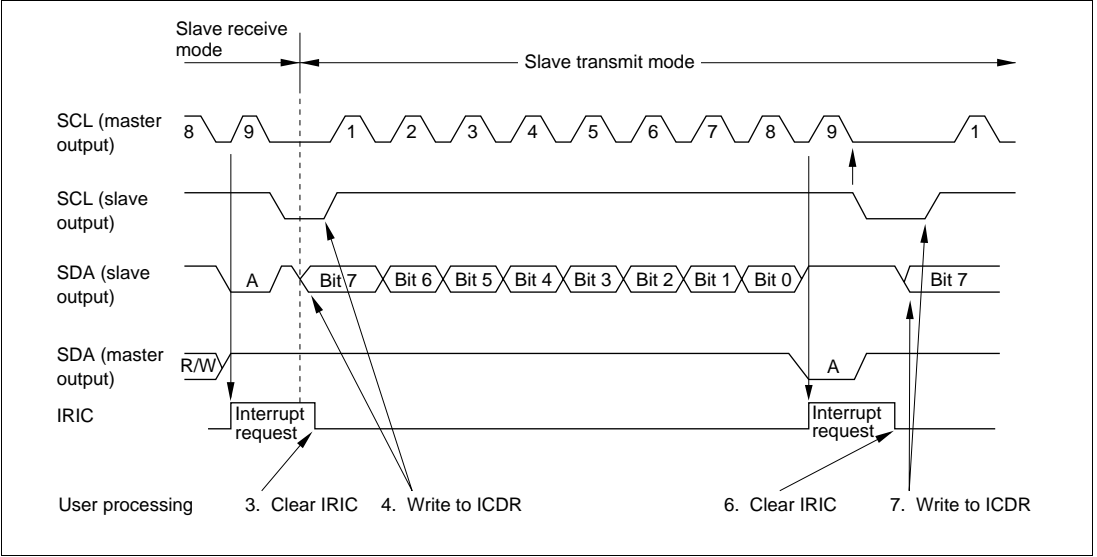 Slave receive
mode
Slave transmit mode
SCL (master
output)
8 9 1 2 3 4 5 6 7 8 9 1
SCL (slave
output)
SDA (slave
output)
A Bit 7 Bit 6 Bit 5 Bit 4 Bit 3 Bit 2 Bit 1 Bit 0 Bit 7
SDA (master
output)
R/W A
IRIC
Interrupt
request
Interrupt
request
User processing 3. Clear IRIC 4. Write to ICDR 6. Clear IRIC 7. Write to ICDR